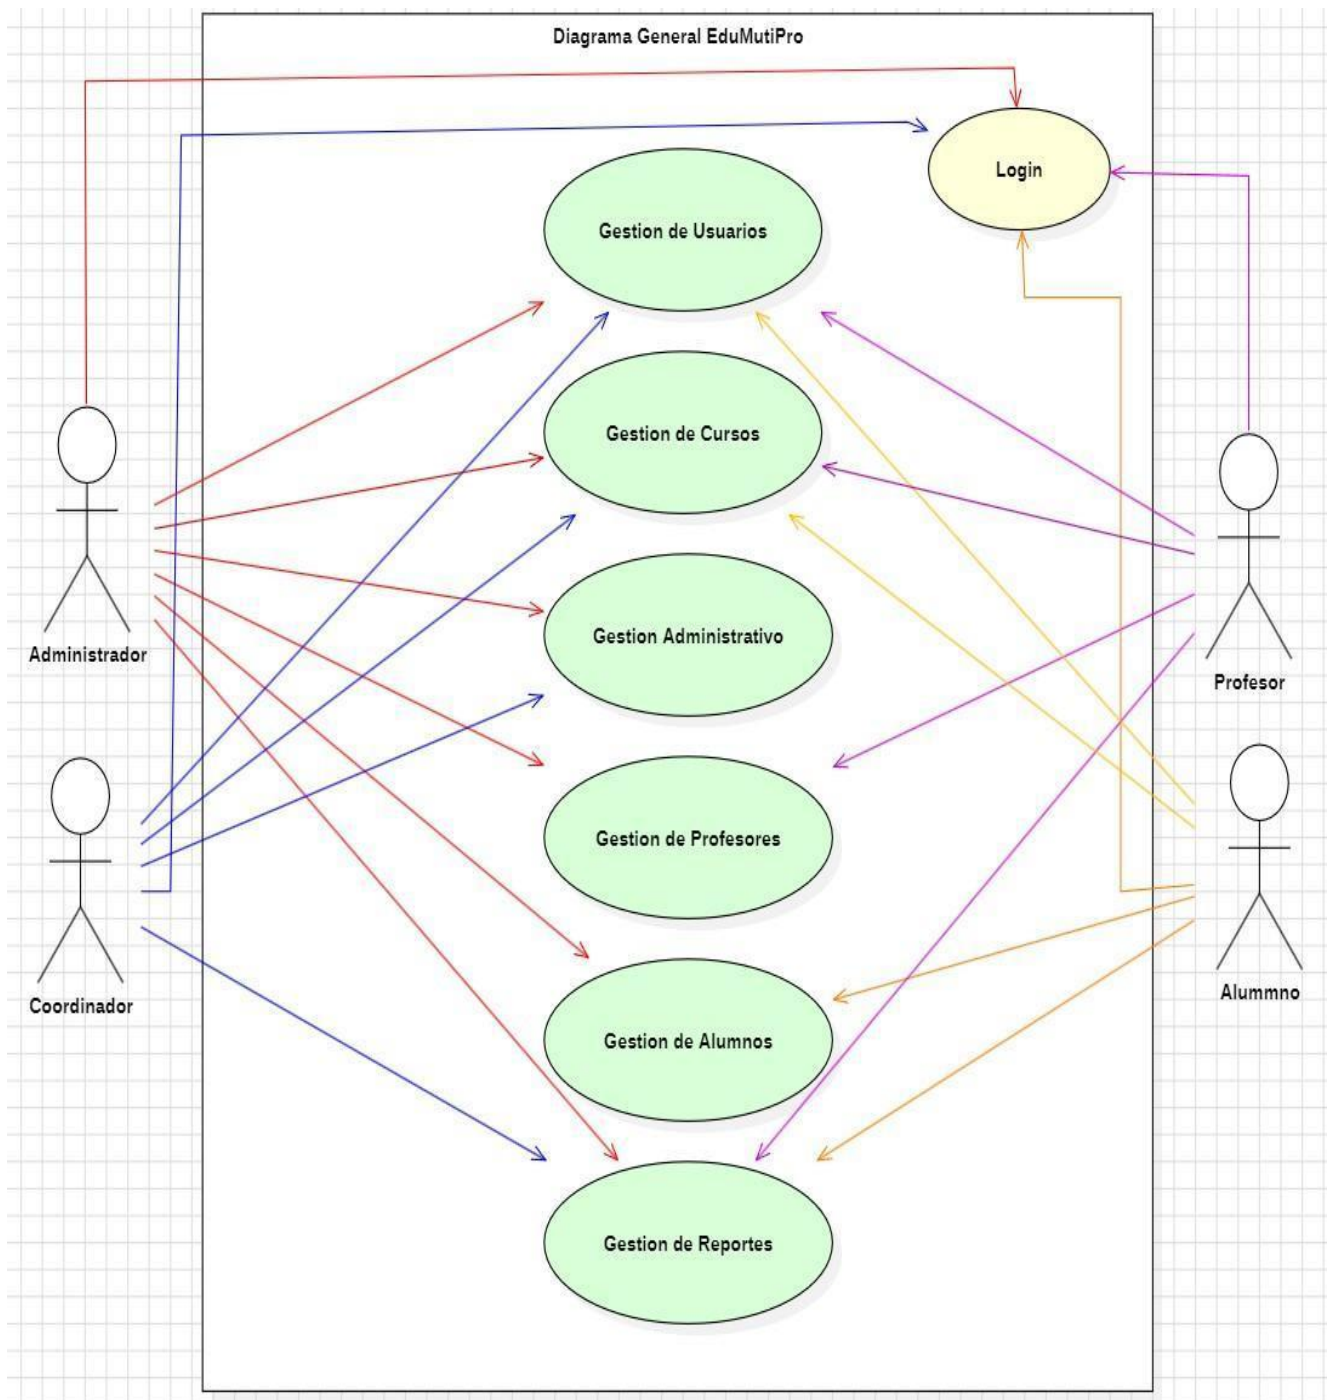 Diagrama General EduMutiPro
Login
Gestion de Usuarios
Gestion de Cursos
Gestion Administrativo
Administrador
Profesor
Gestion de Profesores
Coordinador
Alummno
Gestion de Alumnos
Gestion de Reportes